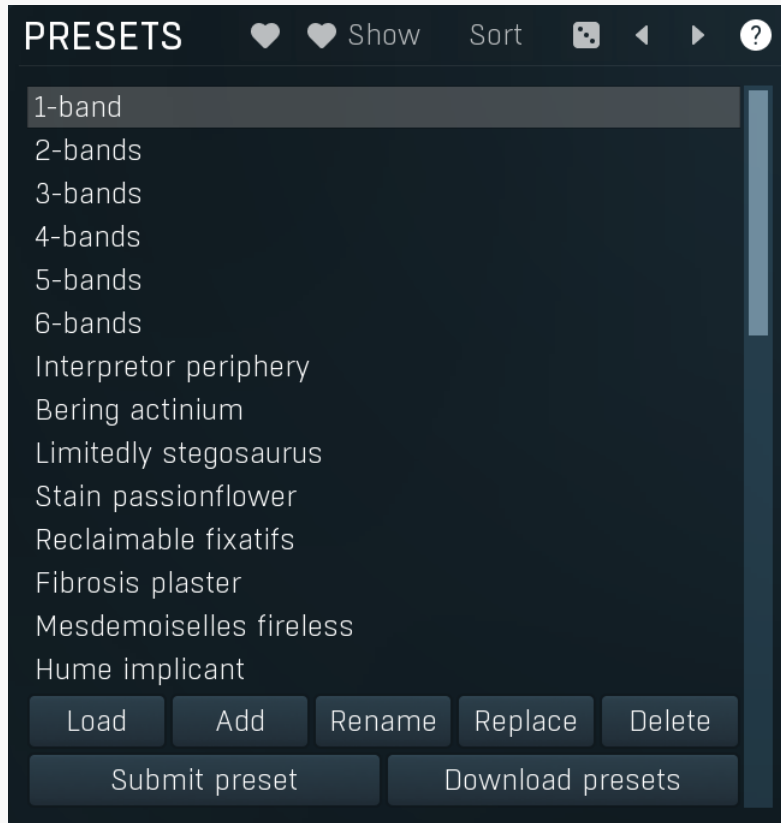 PRESETS Show Sort ?
1-band
2-bands
3-bands
4-bands
5-bands
6-bands
Interpretor periphery
Bering actinium
Limitedly stegosaurus
Stain passionflower
Reclaimable fixatifs
Fibrosis plaster
Mesdemoiselles fireless
Hume implicant
Load Add Rename Replace Delete
Submit preset Download presets